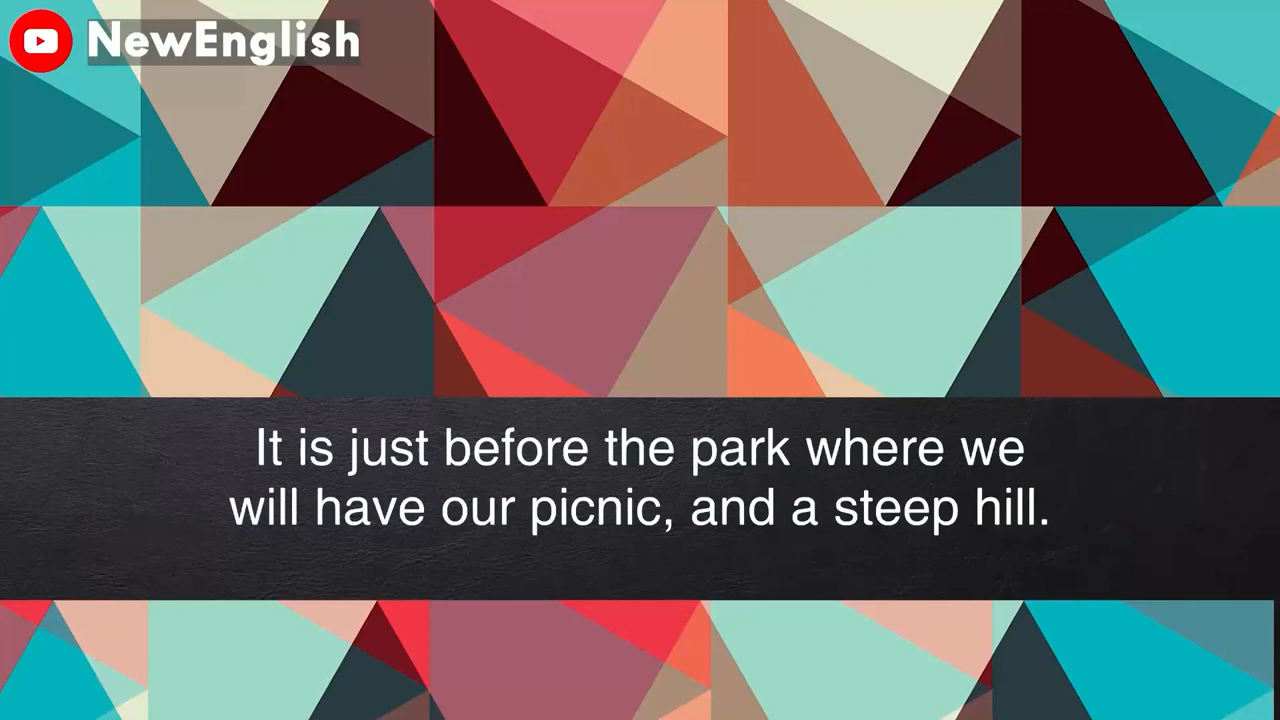 NewEnglish
It is just before the park where we
will have our picnic, and a steep hill.